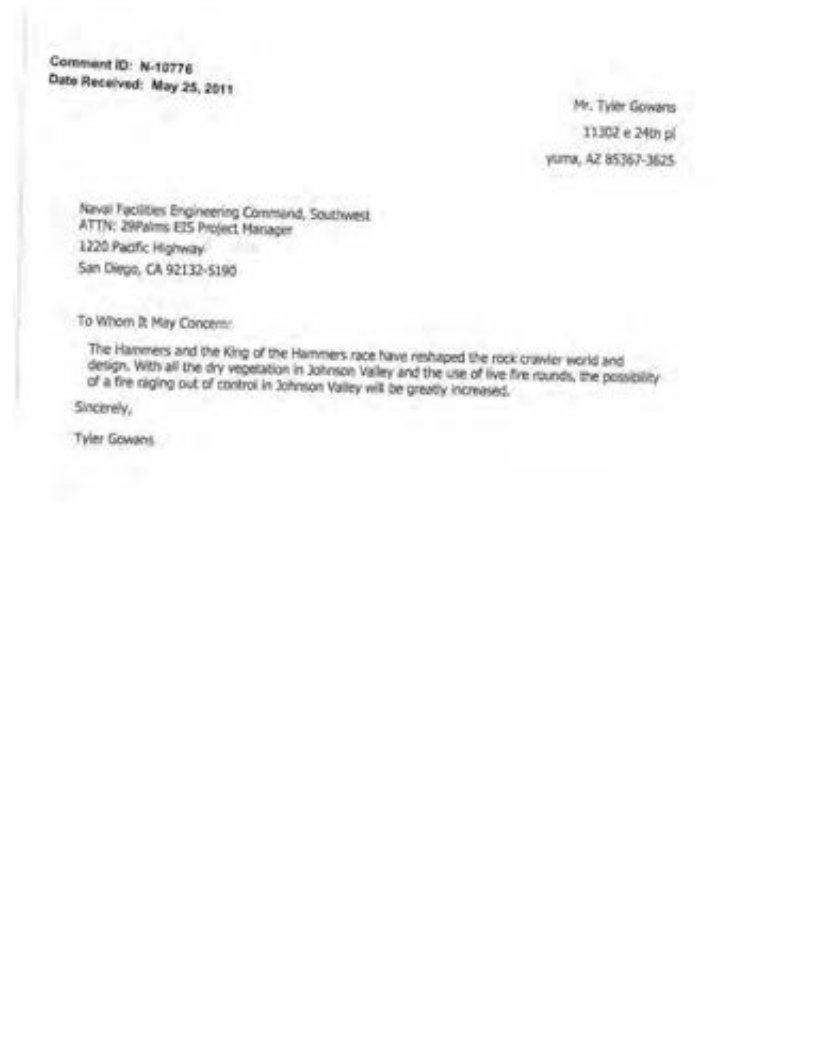 Comment ID: N-10776
Date Received: May 25, 2011
Mr. Tyler Gowans
11302 e 24th pl
yuma, AZ 85367-3625
Naval Facilities Engineering Command, Southwest
ATTN: 29Palms EIS Project Manager
1220 Pacific Highway
San Diego, CA 92132-5190
To Whom It May Concern:
The Hammers and the King of the Hammers race have reshaped the rock crawler world and
design. With all the dry vegetation in Johnson Valley and the use of live fire rounds, the possibility
of a fire raging out of control in Johnson Valley will be greatly increased.
Sincerely,
Tyler Gowans